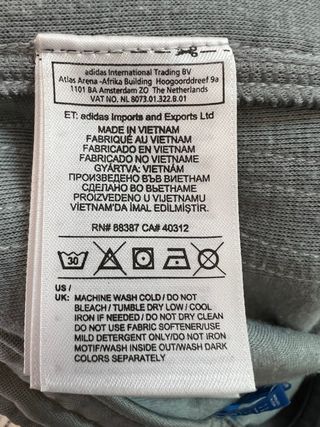 adidas International Trading BV
Atlas Arena -Afrika Building Hoogoorddreef 9a
1101 BA Amsterdam ZO The Netherlands
VAT NO. NL 8073.01.322.B.01
ET: adidas Imports and Exports Ltd
MADE IN VIETNAM
FABRIQUÉ AU VIETNAM
FABRICADO EN VIETNAM
FABRICADO NO VIETNAME
GYÁRTVA: VIETNÁM
ПРОИЗВЕДЕНО ВЪВ ВИЕТНАМ
СДЕЛАНО ВО ВЬЕТНАМЕ
PROIZVEDENO U VIJETNAMU
VIETNAM'DA İMAL EDİLMİŞTİR.
RN# 88387 CA# 40312
30
US /
UK: MACHINE WASH COLD / DO NOT
BLEACH / TUMBLE DRY LOW / COOL
IRON IF NEEDED / DO NOT DRY CLEAN
DO NOT USE FABRIC SOFTENER/USE
MILD DETERGENT ONLY/DO NOT IRON
MOTIF/WASH INSIDE OUT/WASH DARK
COLORS SEPARATELY